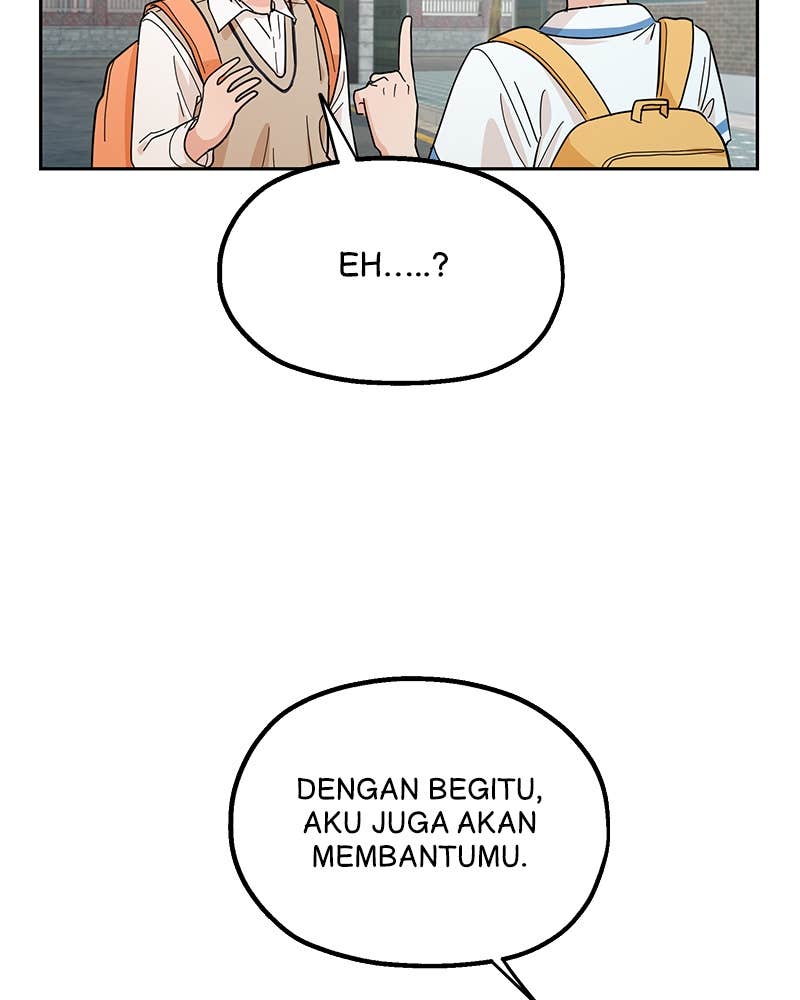 EH.....?
DENGAN BEGITU,
AKU JUGA AKAN
MEMBANTUMU.